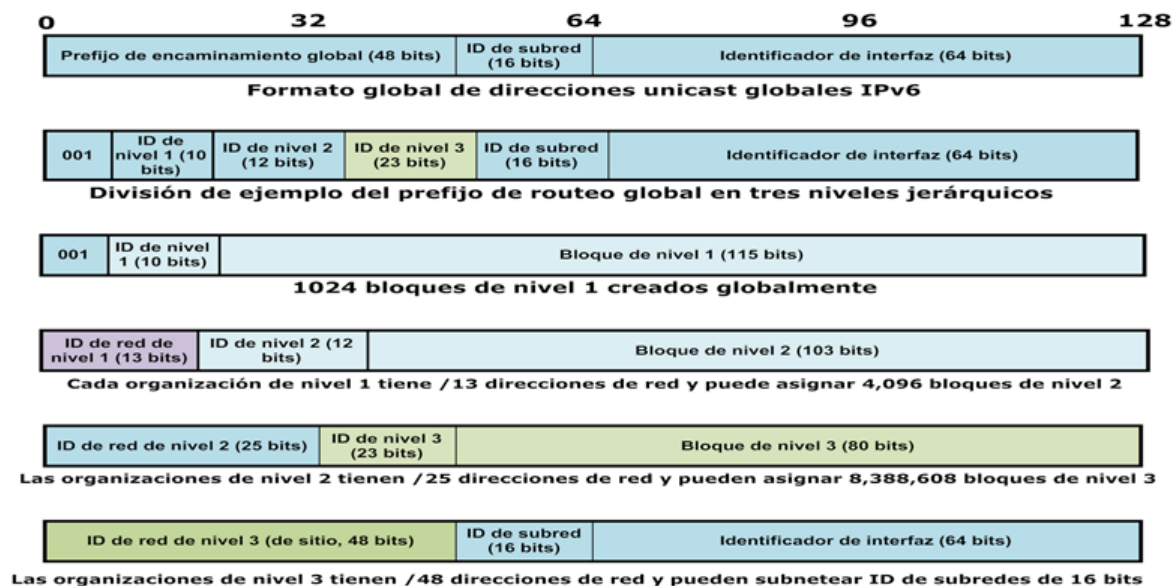 0 32 64 96 128
Prefijo de encaminamiento global (48 bits)
ID de subred
(16 bits)
Identificador de interfaz (64 bits)
Formato global de direcciones unicast globales IPv6
001
ID de
nivel 1 (10
bits)
ID de nivel 2
(12 bits)
ID de nivel 3
(23 bits)
ID de subred
(16 bits)
Identificador de interfaz (64 bits)
División de ejemplo del prefijo de routeo global en tres niveles jerárquicos
001
ID de nivel
1 (10 bits)
Bloque de nivel 1 (115 bits)
1024 bloques de nivel 1 creados globalmente
ID de red de
nivel 1 (13 bits)
ID de nivel 2 (12
bits)
Bloque de nivel 2 (103 bits)
Cada organización de nivel 1 tiene /13 direcciones de red y puede asignar 4,096 bloques de nivel 2
ID de red de nivel 2 (25 bits)
ID de nivel 3
(23 bits)
Bloque de nivel 3 (80 bits)
Las organizaciones de nivel 2 tienen /25 direcciones de red y pueden asignar 8,388,608 bloques de nivel 3
ID de red de nivel 3 (de sitio, 48 bits)
ID de subred
(16 bits)
Identificador de interfaz (64 bits)
Las organizaciones de nivel 3 tienen /48 direcciones de red y pueden subnetear ID de subredes de 16 bits